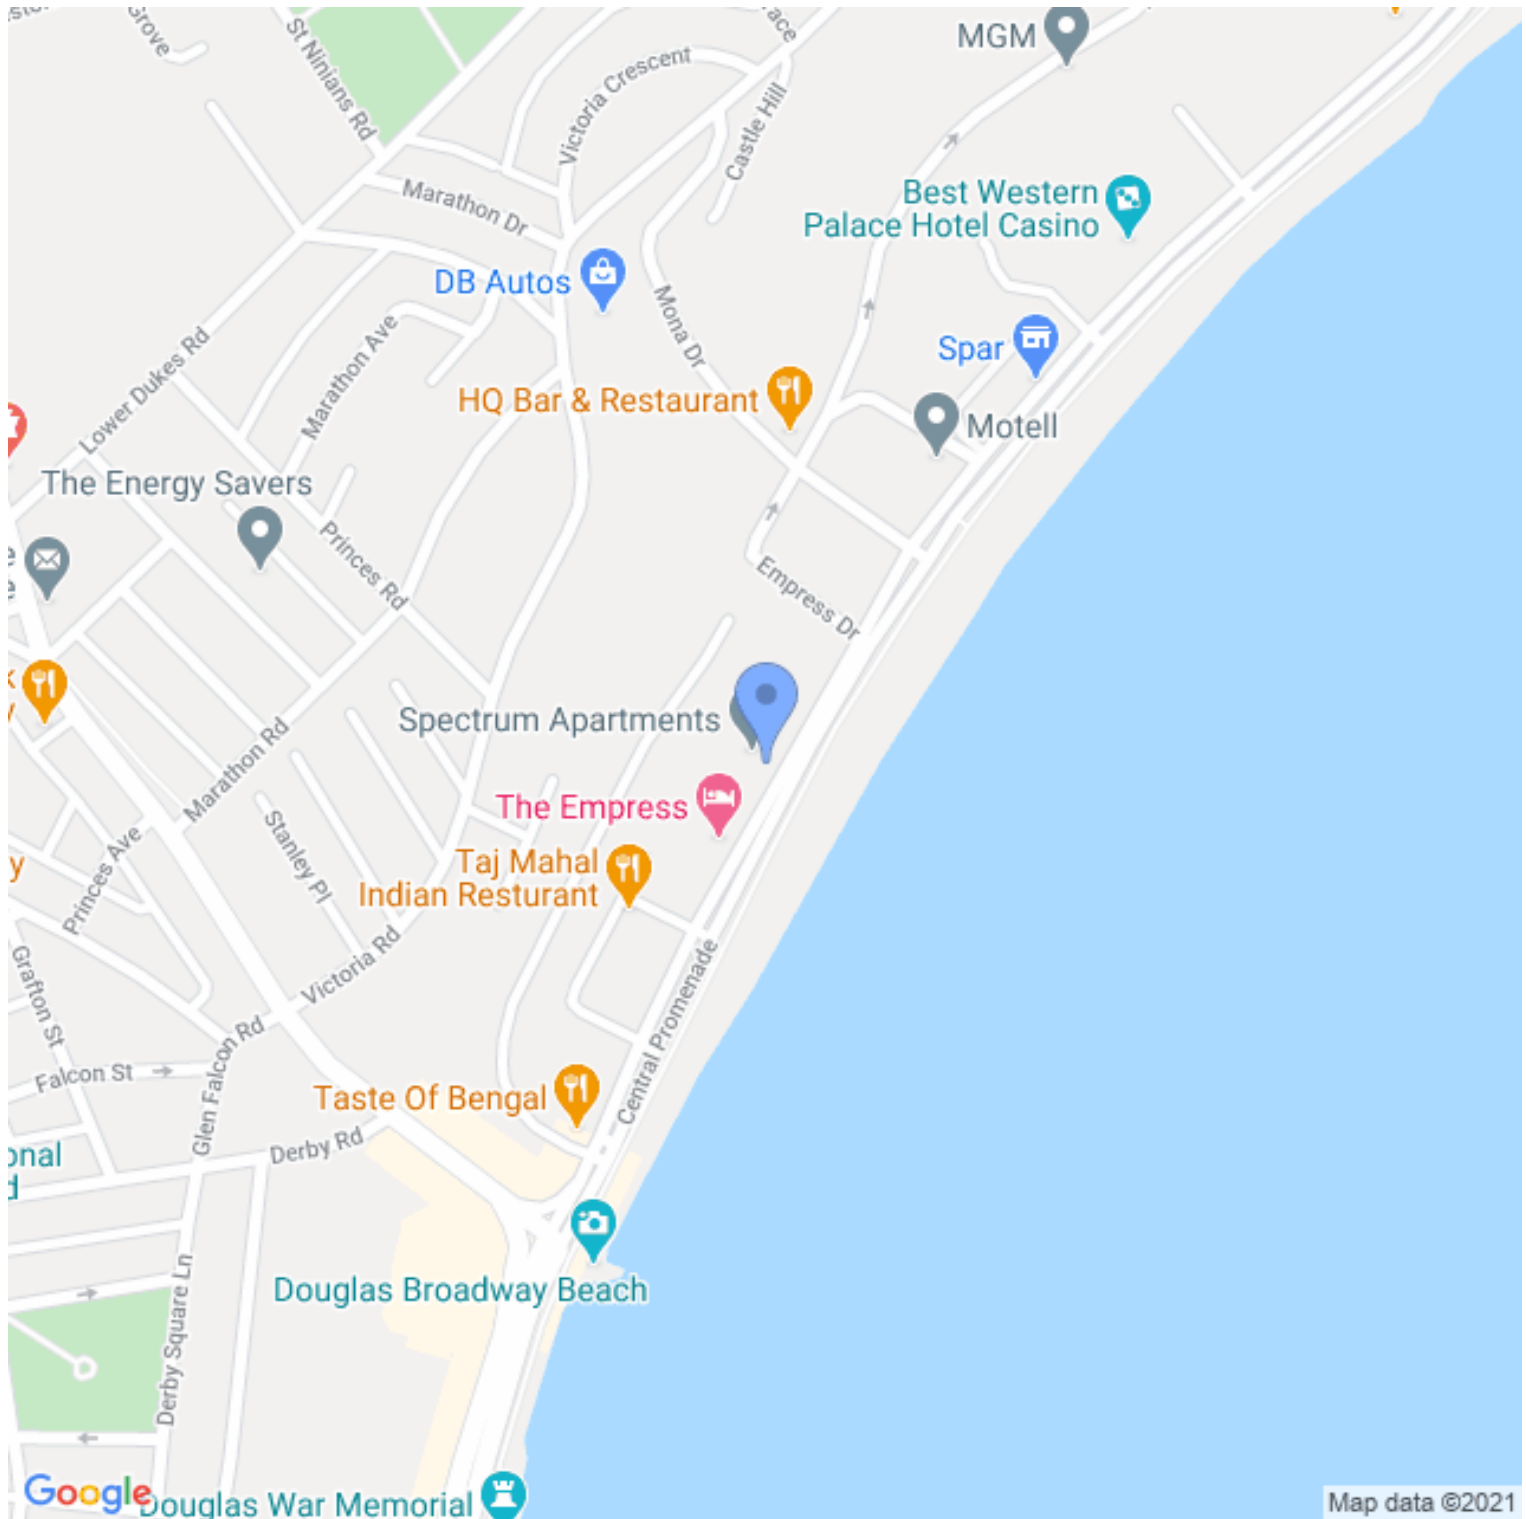 Grove
St Ninians Rd
Victoria Crescent
MGM
Castle Hill
Marathon Dr
Best Western
Palace Hotel Casino
DB Autos
Mona Dr
Spar
Lower Dukes Rd
Marathon Ave
HQ Bar & Restaurant
Motell
The Energy Savers
Princes Rd
Empress Dr
Spectrum Apartments
Marathon Rd
The Empress
Stanley Pl
Princes Ave
Taj Mahal
Indian Resturant
Victoria Rd
Grafton St
Central Promenade
Glen Falcon Rd
Falcon St
Taste Of Bengal
Derby Rd
Douglas Broadway Beach
Derby Square Ln
Google
Douglas War Memorial
Map data ©2021